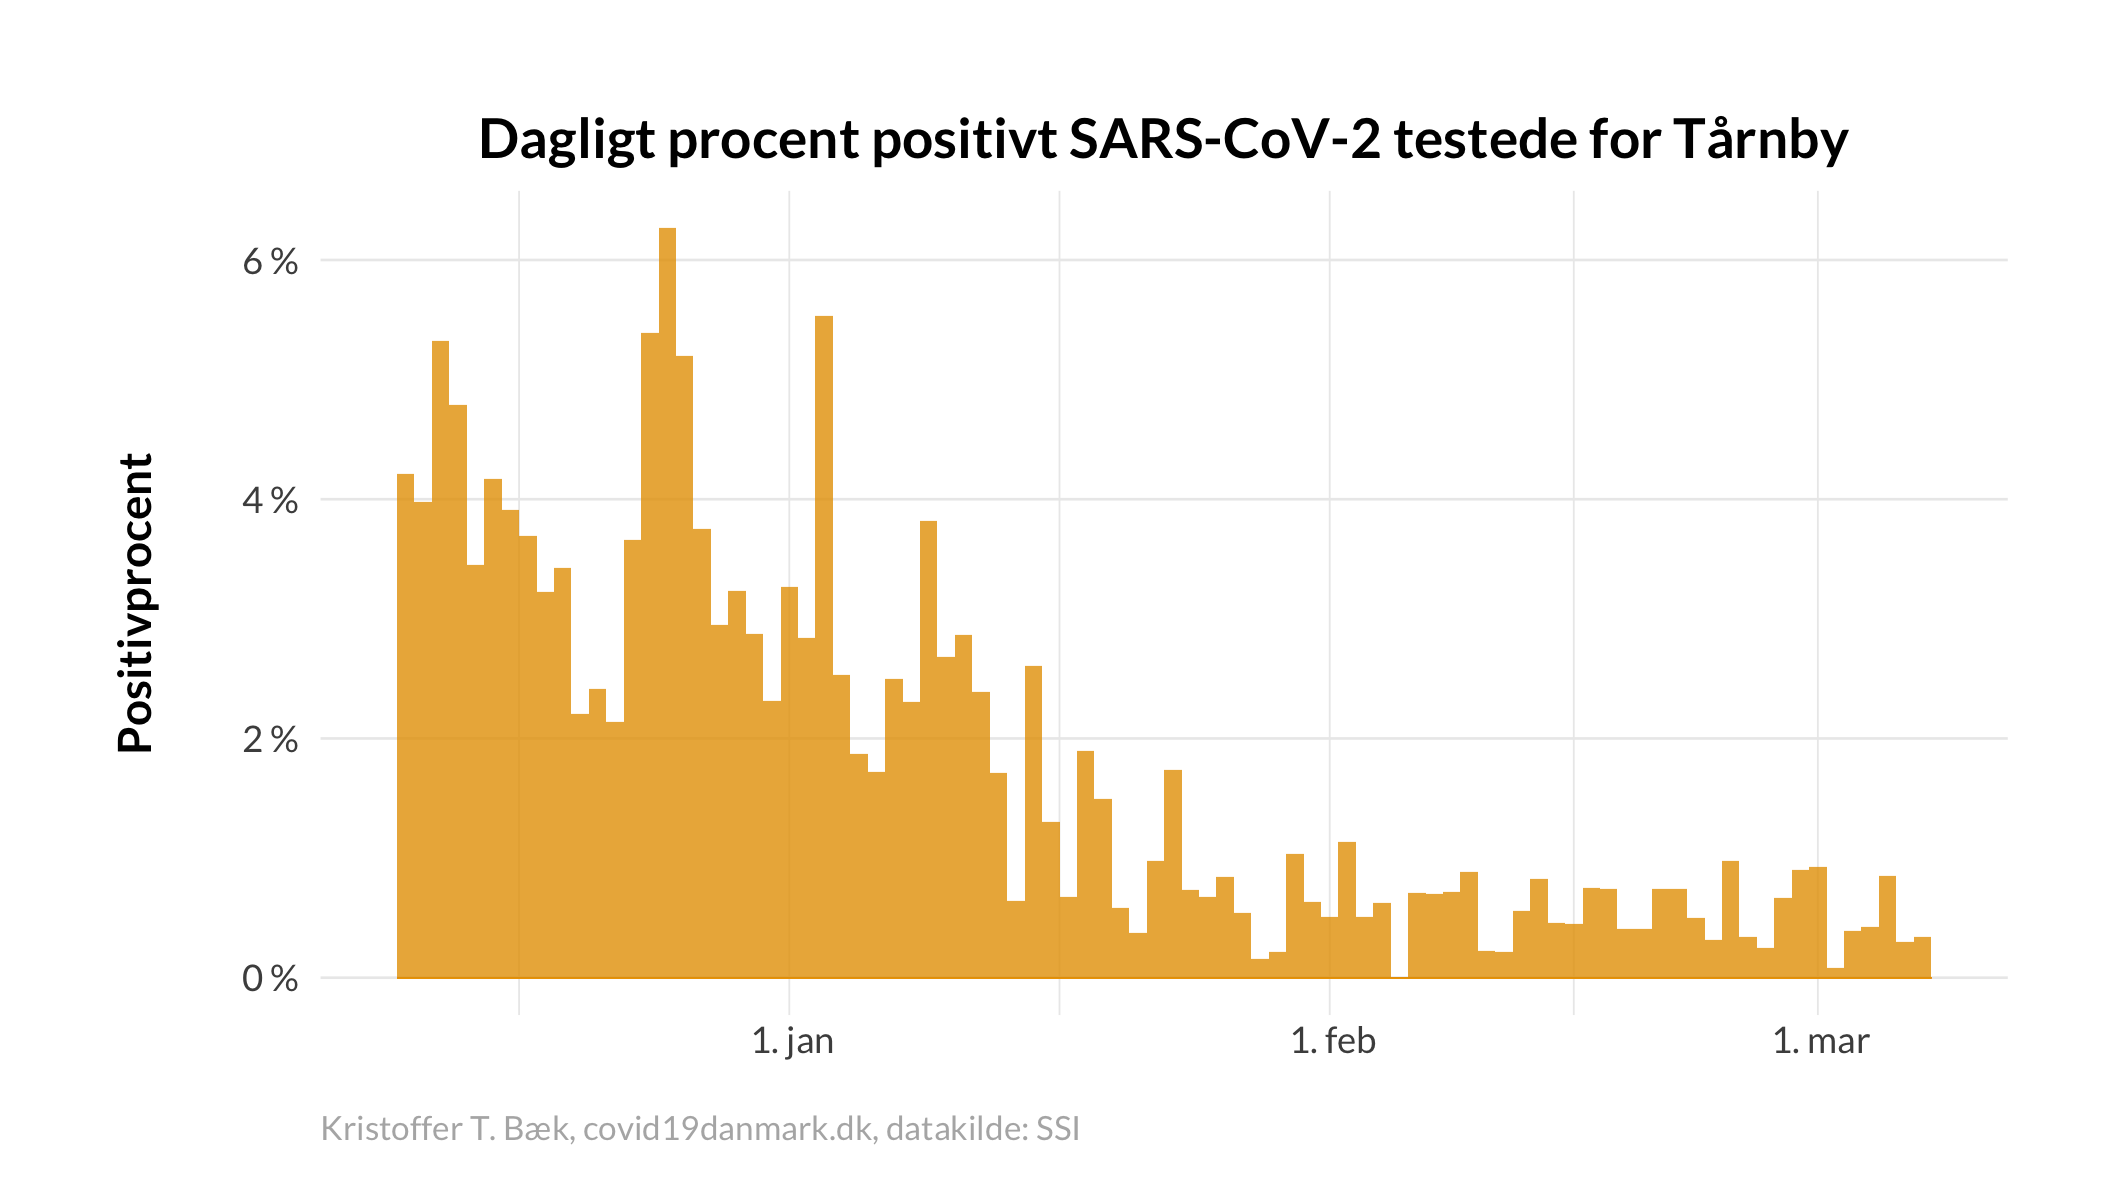 Dagligt procent positivt SARS-CoV-2 testede for Tårnby
Positivprocent
6 %
4 %
2 %
0 %
1. jan
1. feb
1. mar
Kristoffer T. Bæk, covid19danmark.dk, datakilde: SSI